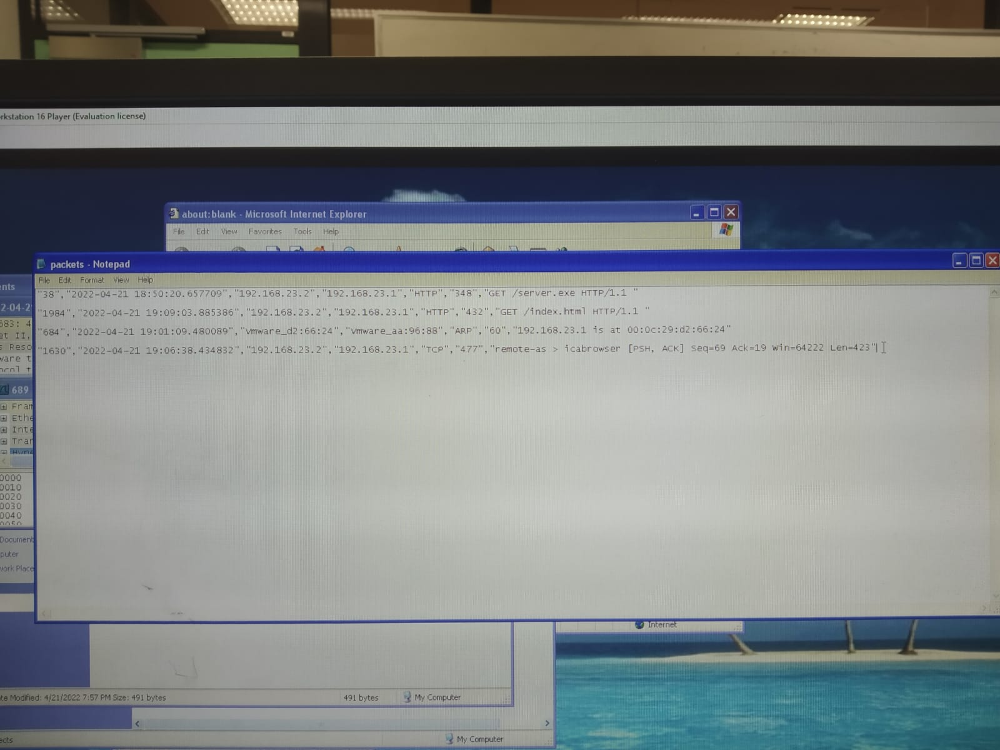 rkstation 16 Player (Evaluation license)
about:blank - Microsoft Internet Explorer
File Edit View Favorites Tools Help
packets - Notepad
File Edit Format View Help
"38","2022-04-21 18:50:20.657709","192.168.23.2","192.168.23.1","HTTP","348","GET /server.exe HTTP/1.1 "
"1984","2022-04-21 19:09:03.885386","192.168.23.2","192.168.23.1","HTTP","432","GET /index.html HTTP/1.1 "
"684","2022-04-21 19:01:09.480089","Vmware_d2:66:24","Vmware_aa:96:88","ARP","60","192.168.23.1 is at 00:0c:29:d2:66:24"
"1630","2022-04-21 19:06:38.434832","192.168.23.2","192.168.23.1","TCP","477","remote-as > icabrowser [PSH, ACK] Seq=69 Ack=19 Win=64222 Len=423"
nts
2-04-2
683: 4
et II,
s Reso
ware t
689
Fram
Ethe
Inte
Tran
Hype
0000
0010
0020
0030
0040
0050
Document
puter
work Place
Internet
te Modified: 4/21/2022 7:57 PM Size: 491 bytes
491 bytes
My Computer
ects
My Computer